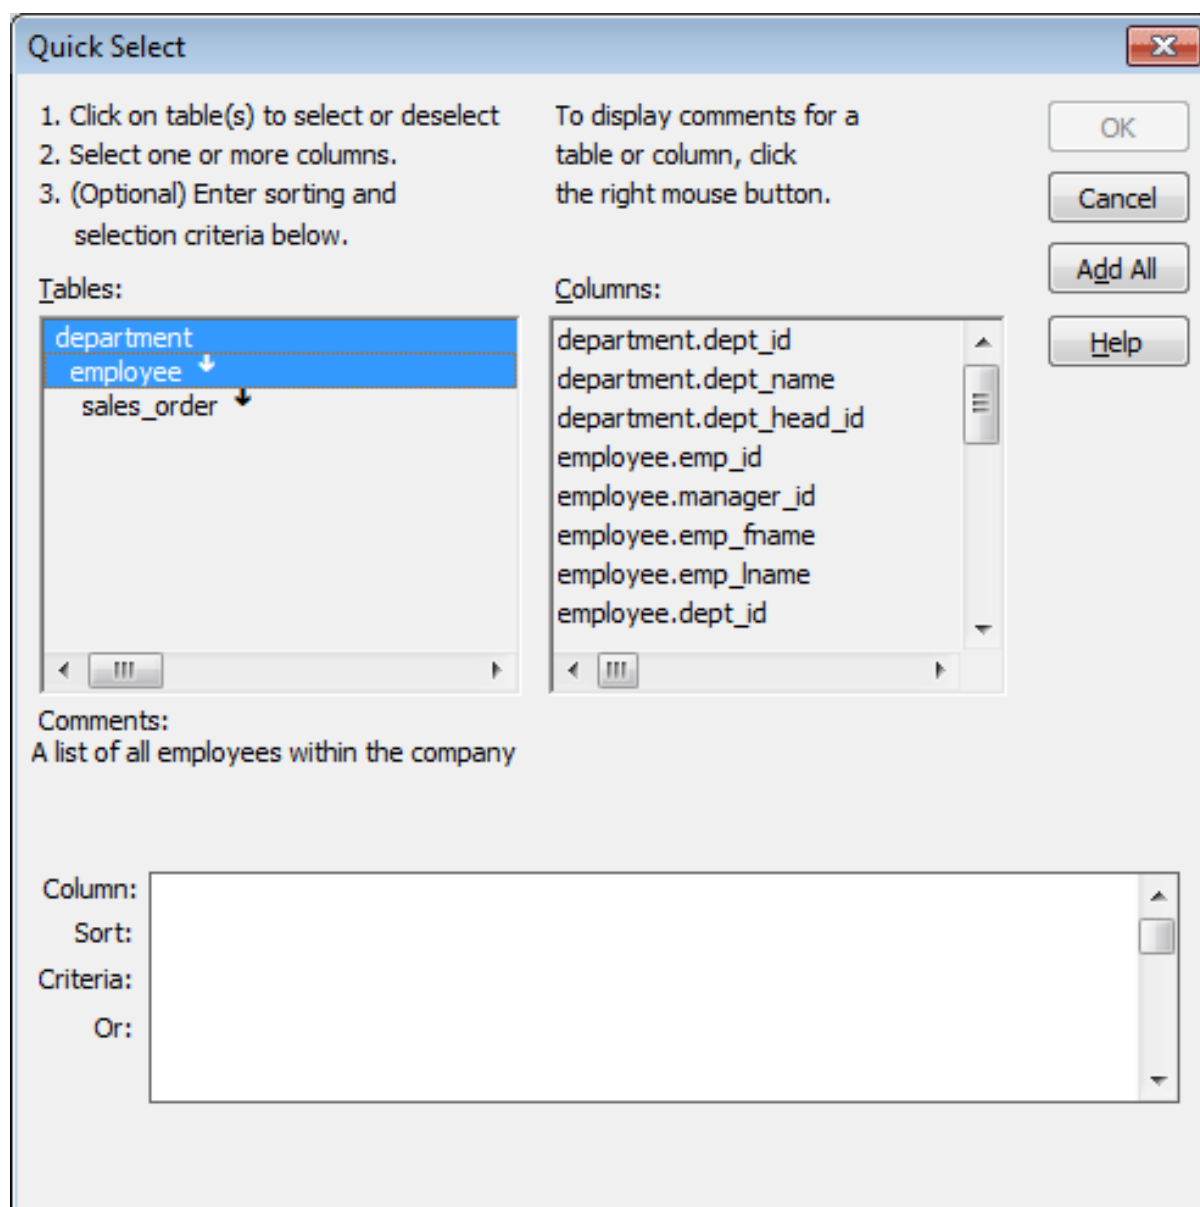 Quick Select
1. Click on table(s) to select or deselect
2. Select one or more columns.
3. (Optional) Enter sorting and
selection criteria below.
To display comments for a
table or column, click
the right mouse button.
OK
Cancel
Add All
Help
Tables:
department
employee
sales_order
Columns:
department.dept_id
department.dept_name
department.dept_head_id
employee.emp_id
employee.manager_id
employee.emp_fname
employee.emp_lname
employee.dept_id
Comments:
A list of all employees within the company
Column:
Sort:
Criteria:
Or: